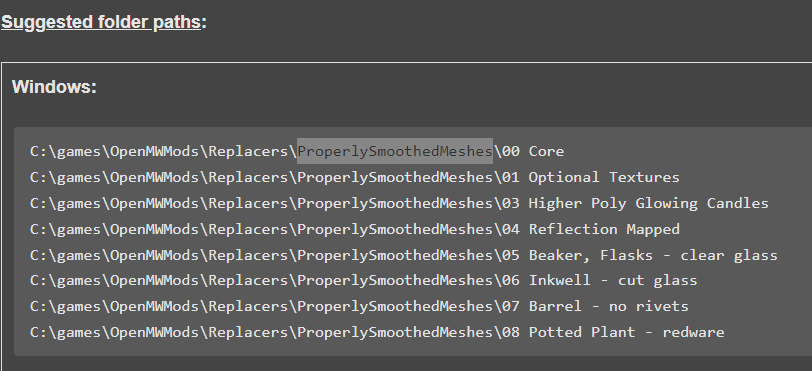 Suggested folder paths:
Windows:
C:\games\OpenMWMods\Replacers\ProperlySmoothedMeshes\00 Core
C:\games\OpenMWMods\Replacers\ProperlySmoothedMeshes\01 Optional Textures
C:\games\OpenMWMods\Replacers\ProperlySmoothedMeshes\03 Higher Poly Glowing Candles
C:\games\OpenMWMods\Replacers\ProperlySmoothedMeshes\04 Reflection Mapped
C:\games\OpenMWMods\Replacers\ProperlySmoothedMeshes\05 Beaker, Flasks - clear glass
C:\games\OpenMWMods\Replacers\ProperlySmoothedMeshes\06 Inkwell - cut glass
C:\games\OpenMWMods\Replacers\ProperlySmoothedMeshes\07 Barrel - no rivets
C:\games\OpenMWMods\Replacers\ProperlySmoothedMeshes\08 Potted Plant - redware